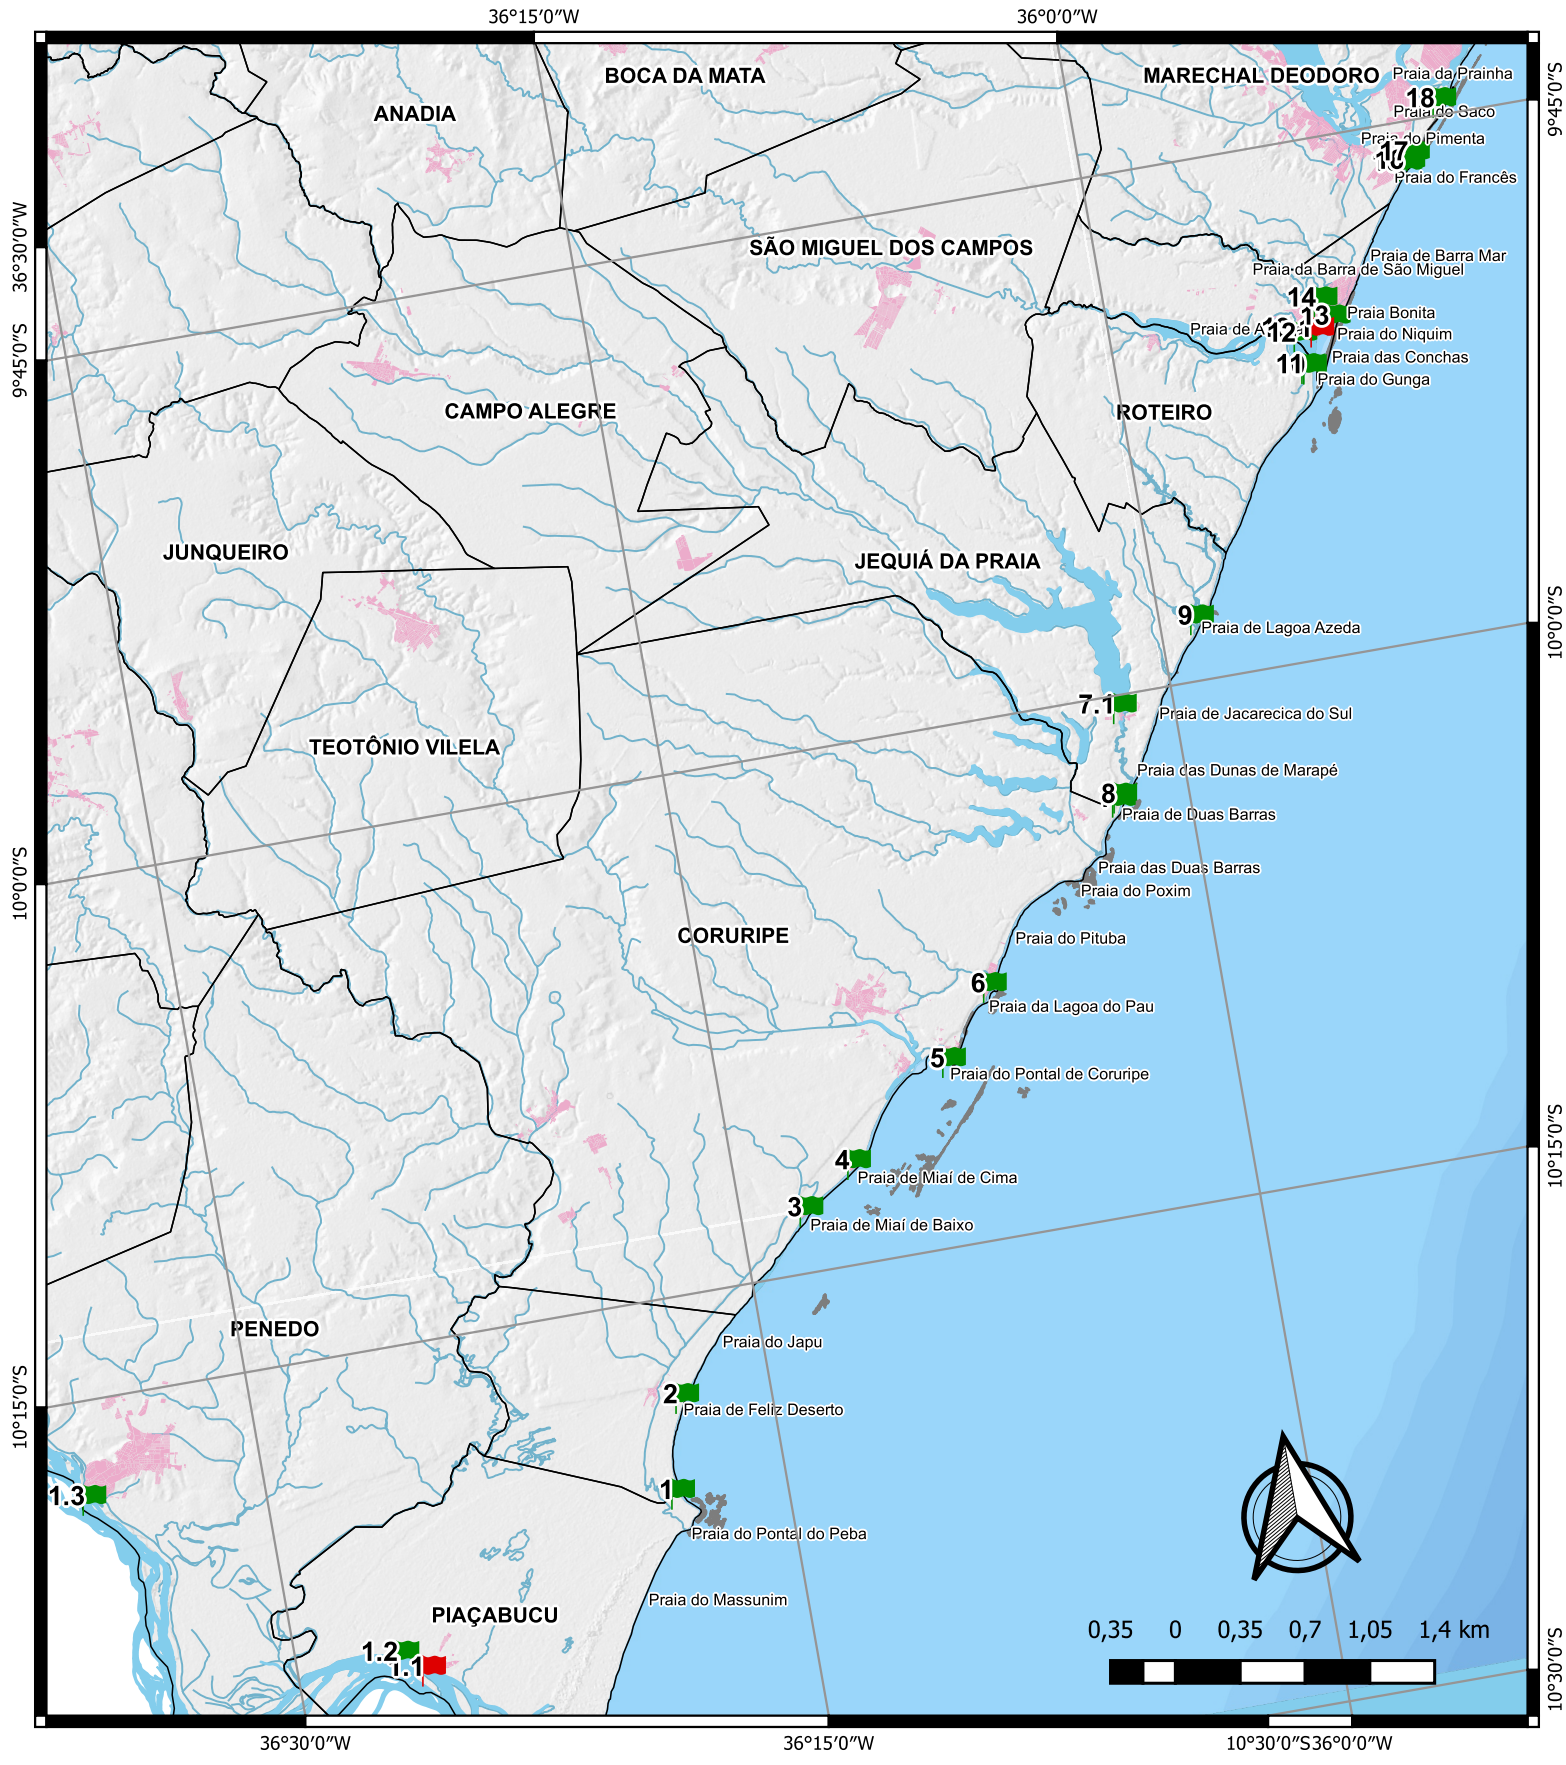 36°15'0"W
36°0'0"W
BOCA DA MATA
MARECHAL DEODORO
Praia da Prainha
ANADIA
18
Praia do Saco
9°45'0"S
Praia do Pimenta
17
Praia do Francês
36°30'0"W
SÃO MIGUEL DOS CAMPOS
Praia de Barra Mar
Praia da Barra de São Miguel
14
13
Praia Bonita
Praia de
12
Praia do Niquim
9°45'0"S
11
Praia das Conchas
Praia do Gunga
CAMPO ALEGRE
ROTEIRO
JUNQUEIRO
JEQUIÁ DA PRAIA
9
Praia de Lagoa Azeda
10°0'0"S
7.1
Praia de Jacarecica do Sul
TEOTÔNIO VILELA
Praia das Dunas de Marapé
8
Praia de Duas Barras
Praia das Duas Barras
10°0'0"S
Praia do Poxim
CORURIPE
Praia do Pituba
6
Praia da Lagoa do Pau
5
Praia do Pontal de Coruripe
10°15'0"S
4
Praia de Miaí de Cima
3
Praia de Miaí de Baixo
PENEDO
Praia do Japu
2
Praia de Feliz Deserto
10°15'0"S
1
1.3
Praia do Pontal do Peba
Praia do Massunim
PIAÇABUCU
0,35 0 0,35 0,7 1,05 1,4 km
1.2
1.1
10°30'0"S
36°30'0"W
36°15'0"W
10°30'0"S36°0'0"W